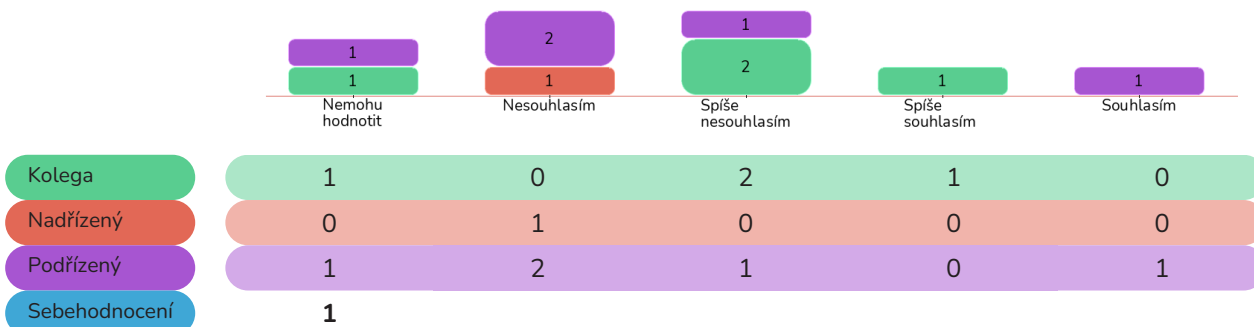 1 2 1
1 1 2 1 1
Nemohu hodnotit Nesouhlasím Spíše nesouhlasím Spíše souhlasím Souhlasím
Kolega 1 0 2 1 0
Nadřízený 0 1 0 0 0
Podřízený 1 2 1 0 1
Sebehodnocení 1